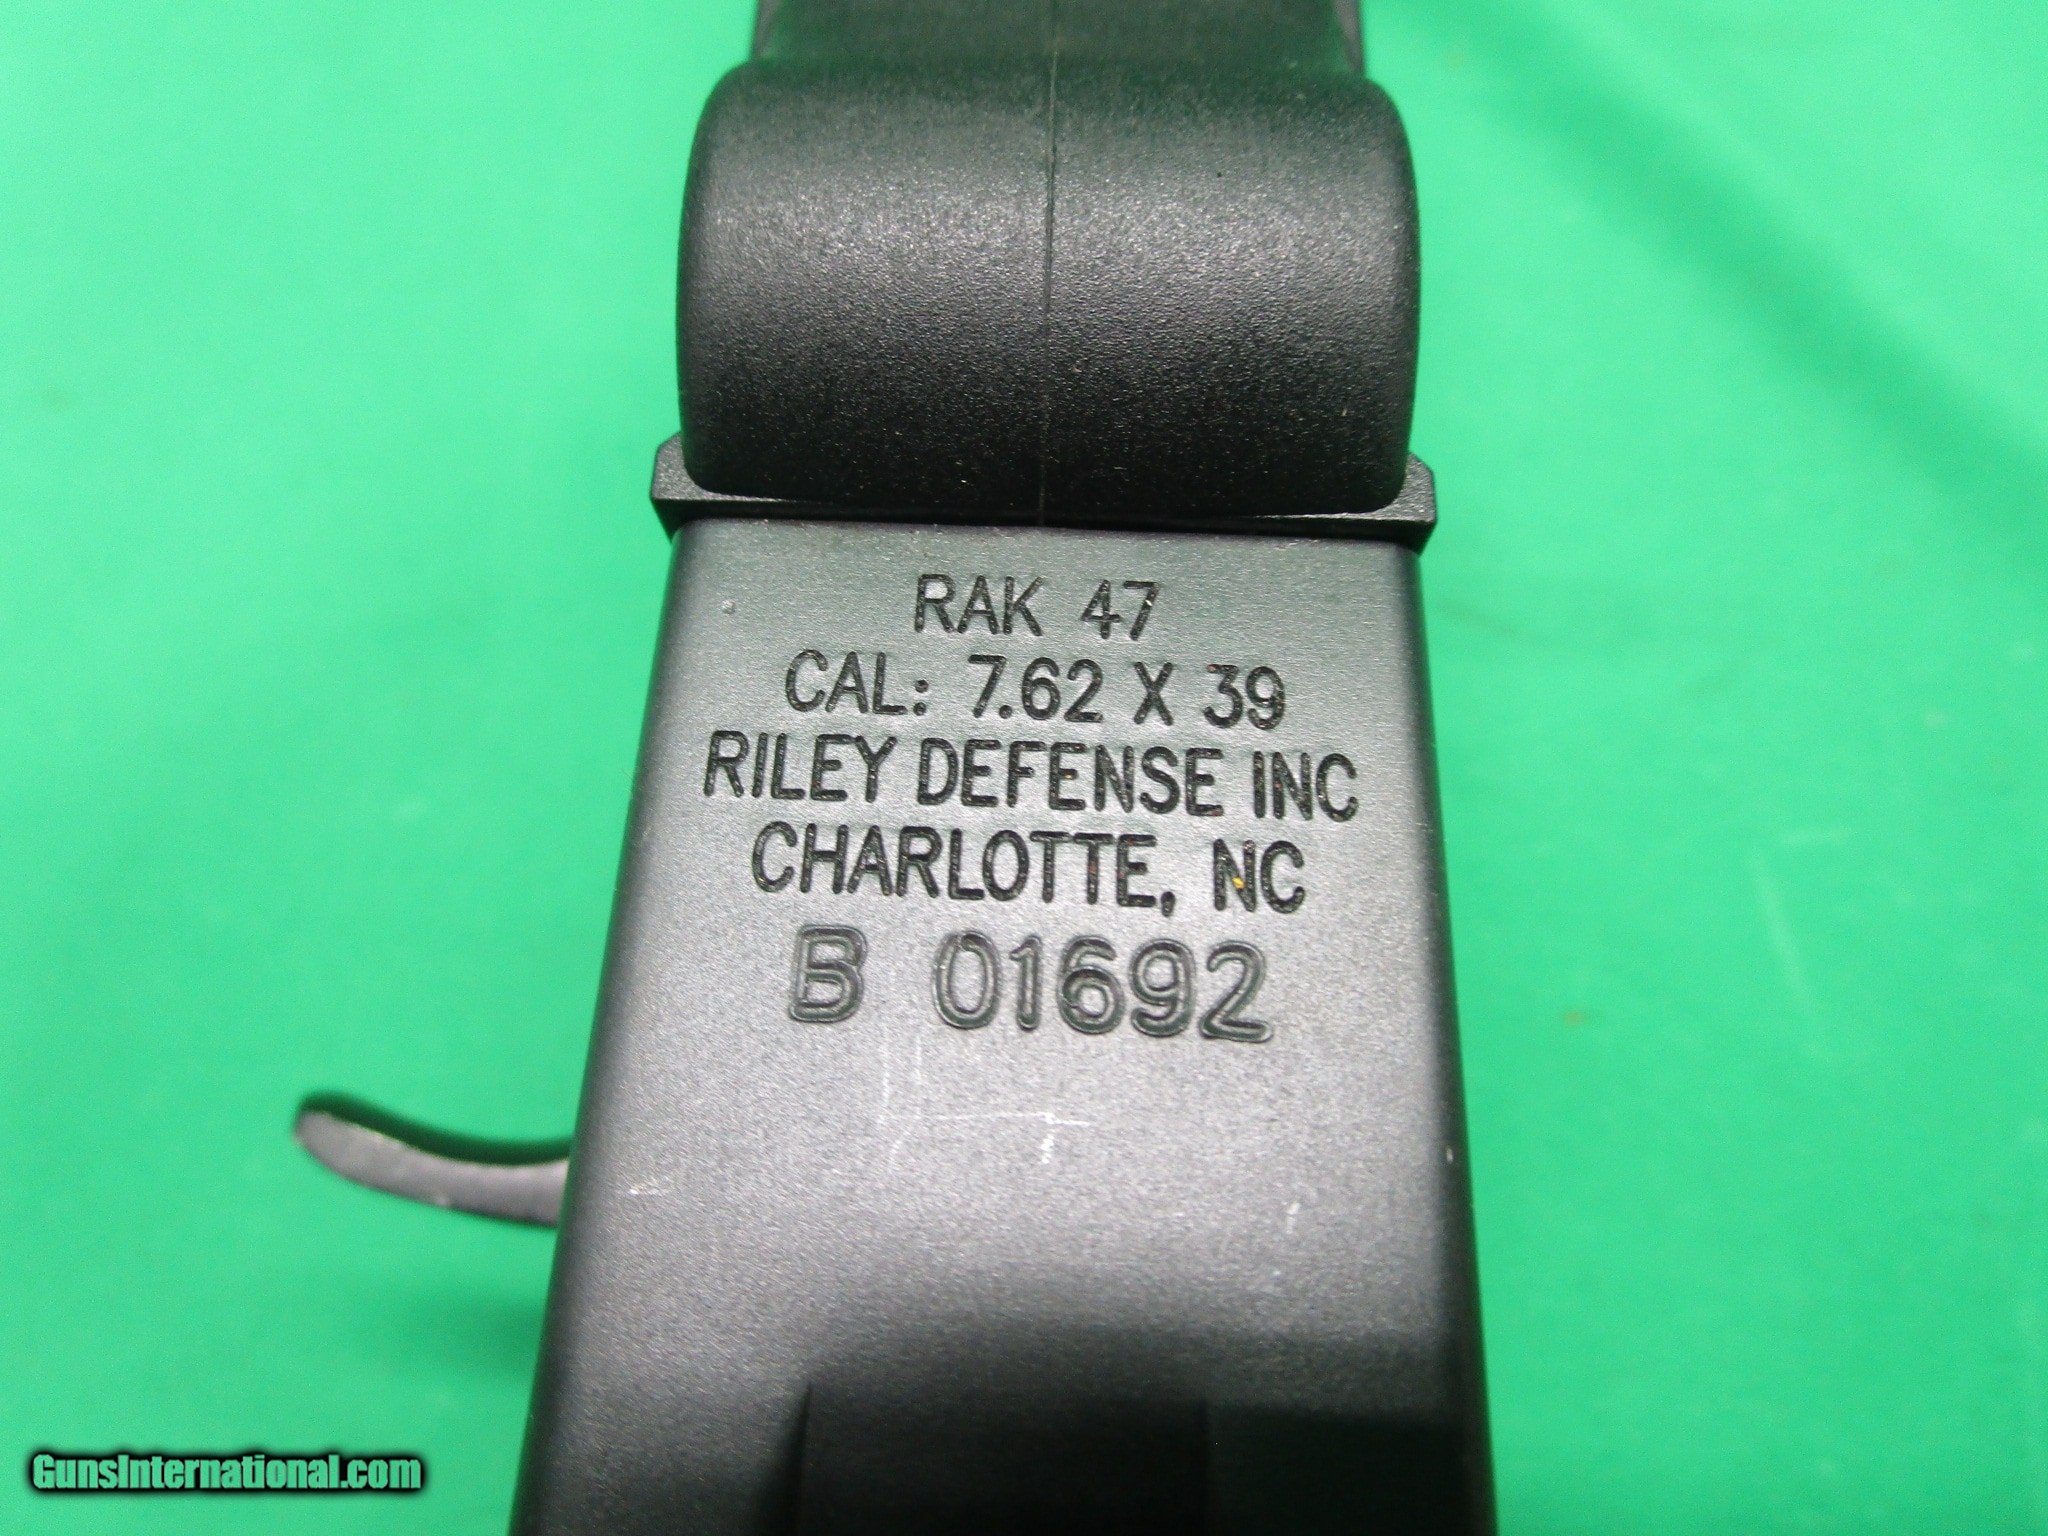 RAK 47
CAL: 7.62 X 39
RILEY DEFENSE INC
CHARLOTTE, NC
B 01692
GunsInternational.com